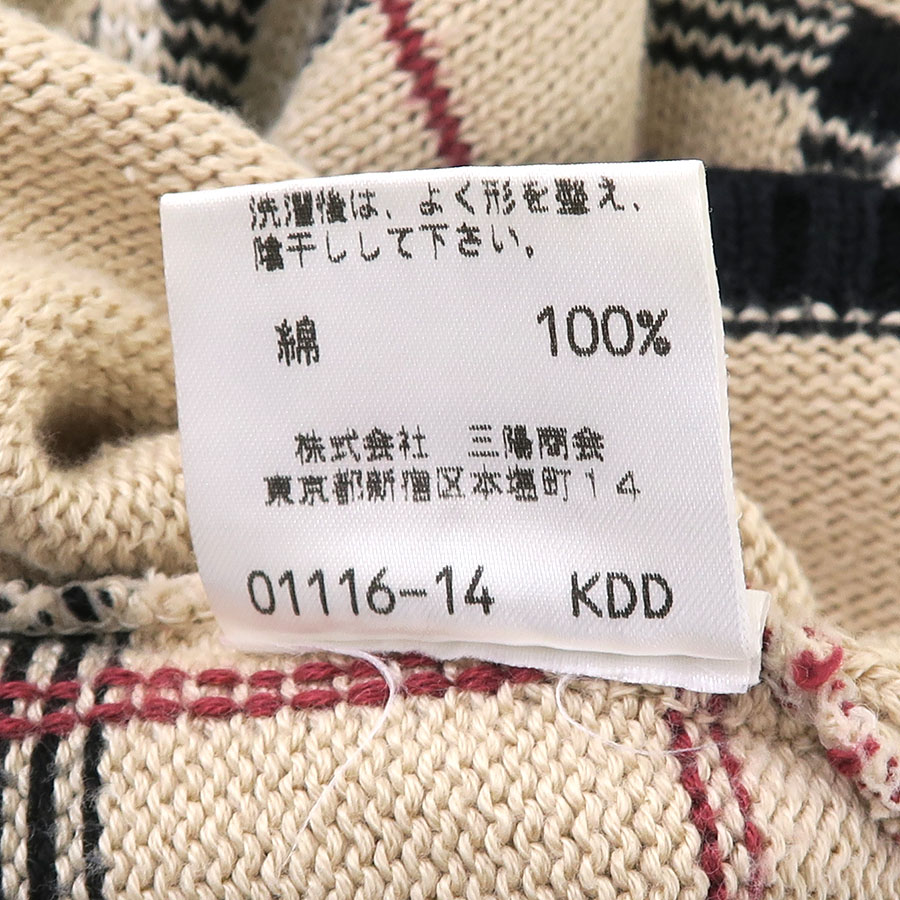 洗濯後は、よく形を整え、
陰干しして下さい。
綿 100%
株式会社 三陽商会
東京都新宿区本塩町14
01116-14 KDD